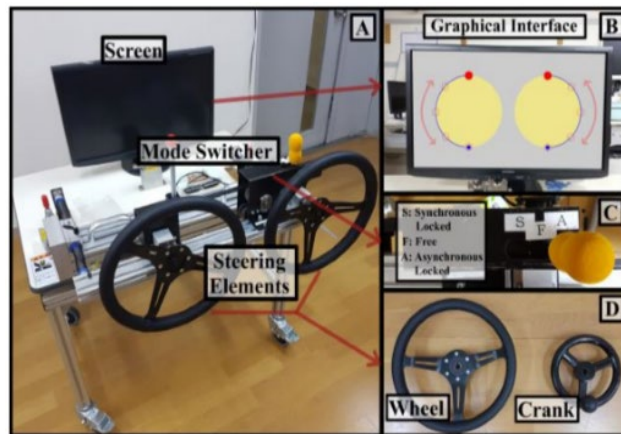 A
Screen
Mode Switcher
Steering
Elements
Graphical Interface
B
C
S: Synchronous
Locked
F: Free
A: Asynchronous
Locked
S
F
A
D
Wheel
Crank